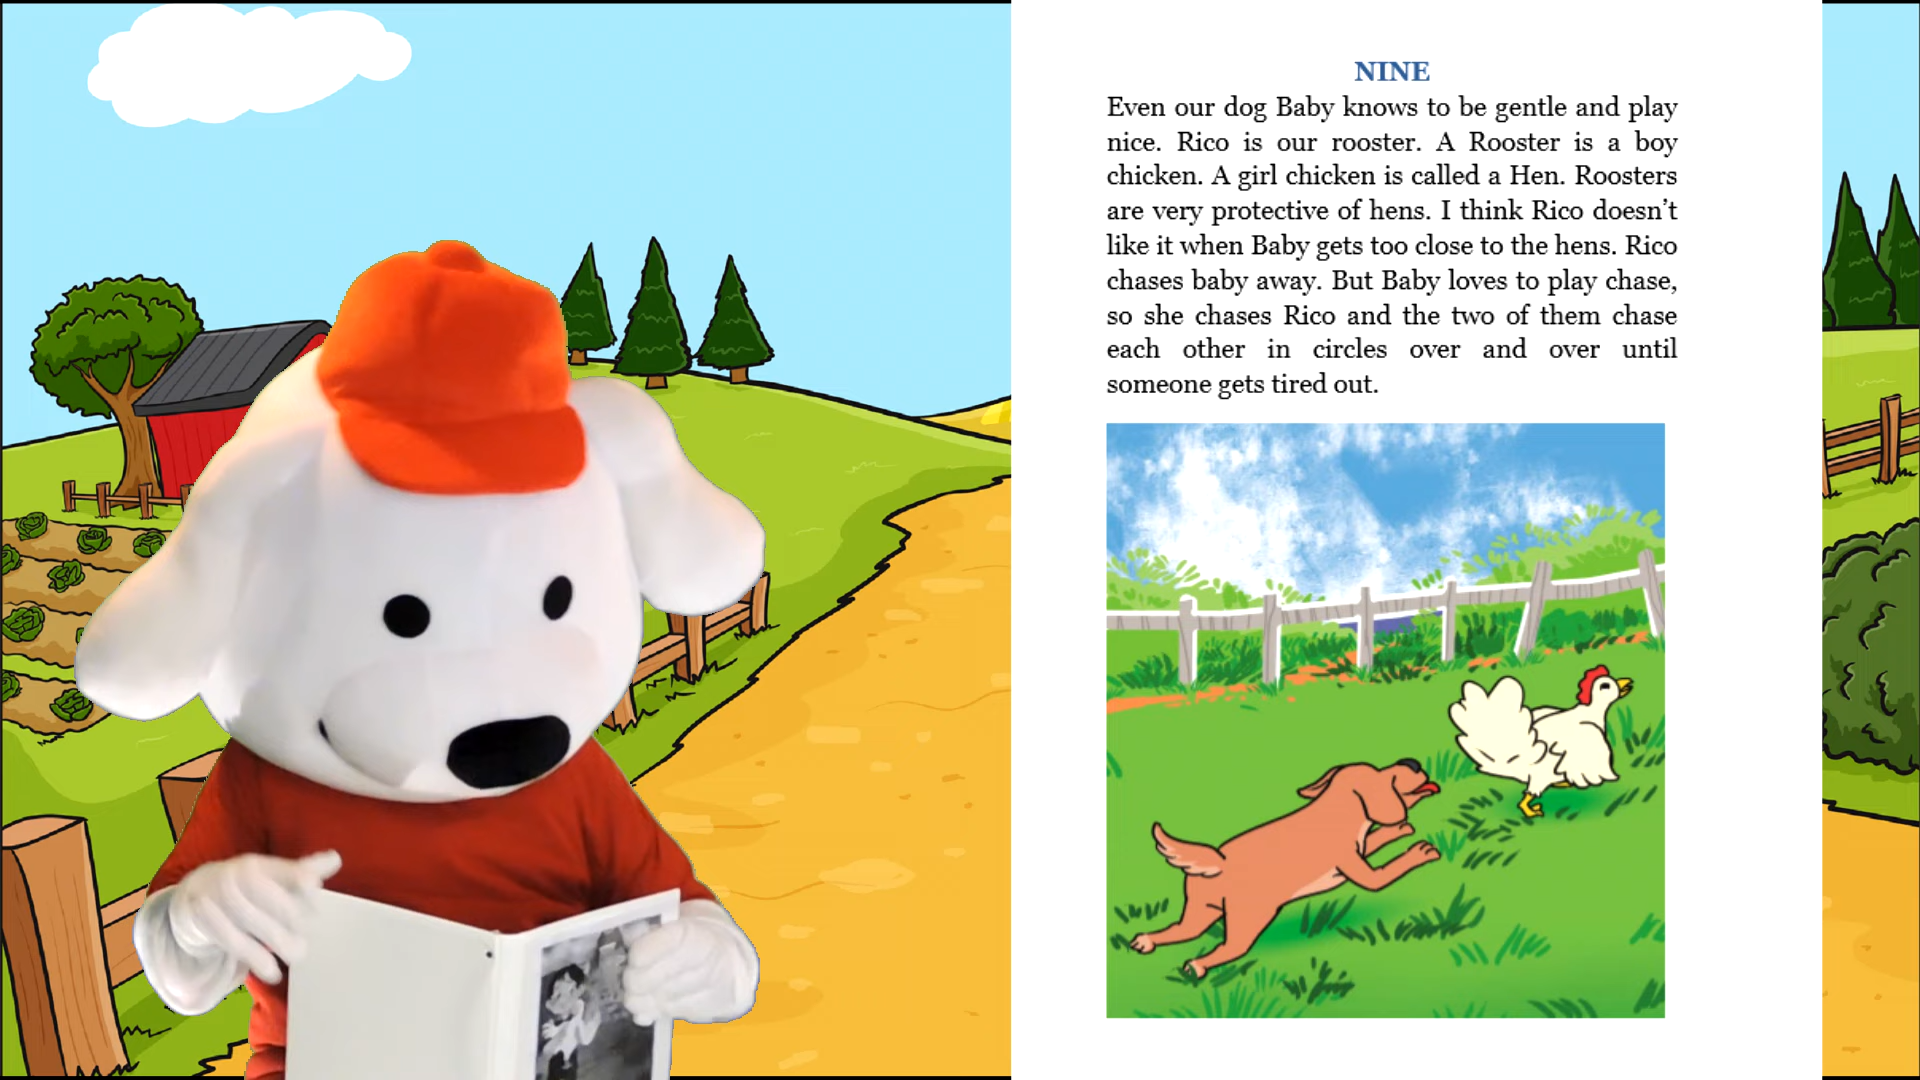 NINE
Even our dog Baby knows to be gentle and play
nice. Rico is our rooster. A Rooster is a boy
chicken. A girl chicken is called a Hen. Roosters
are very protective of hens. I think Rico doesn’t
like it when Baby gets too close to the hens. Rico
chases baby away. But Baby loves to play chase,
so she chases Rico and the two of them chase
each other in circles over and over until
someone gets tired out.